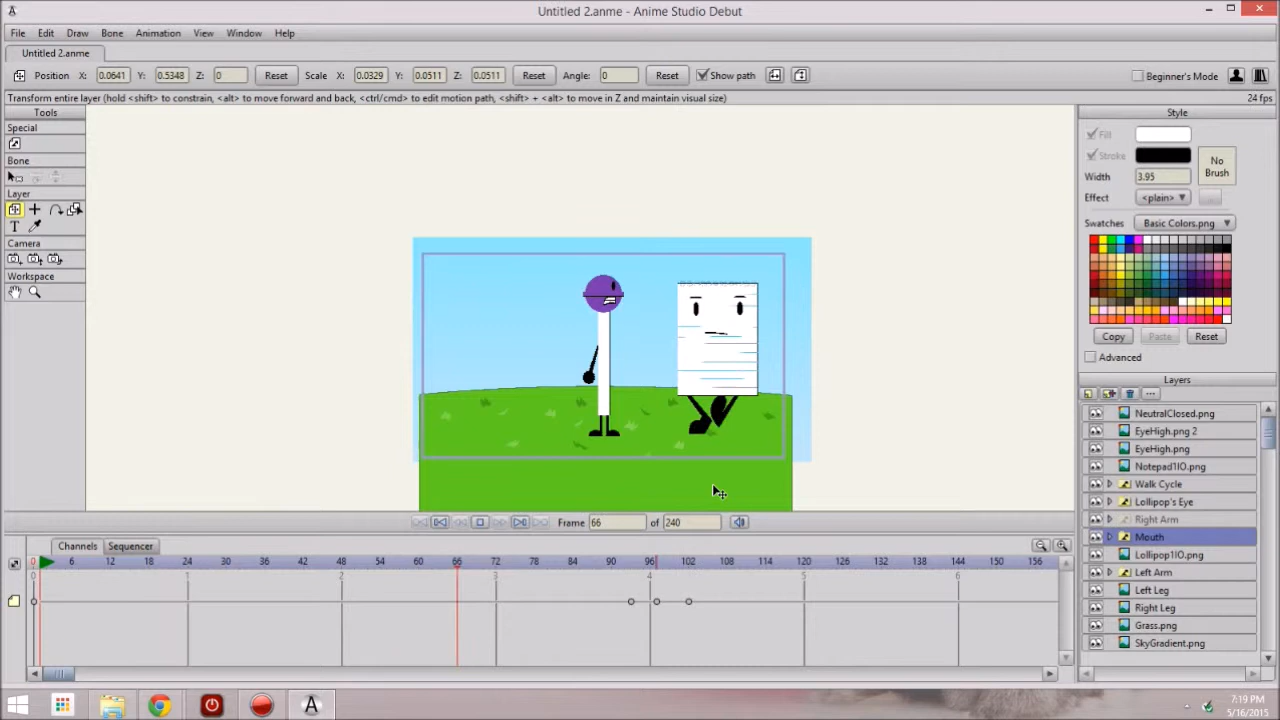 Untitled 2.anme - Anime Studio Debut
File Edit Draw Bone Animation View Window Help
Untitled 2.anme
Position X: 0.0641 Y: 0.5348 Z: 0 Reset Scale X: 0.0329 Y: 0.0511 Z: 0.0511 Reset Angle: 0 Reset Show path Beginner's Mode
Transform entire layer (hold <shift> to constrain, <alt> to move forward and back, <ctrl/cmd> to edit motion path, <shift> + <alt> to move in Z and maintain visual size) 24 fps
Tools
Special
Bone
Layer
T
Camera
Workspace
Style
Fill
Stroke
No
Brush
Width 3.95
Effect <plain> ...
Swatches Basic Colors.png
Copy Paste Reset
Advanced
Layers
...
NeutralClosed.png
EyeHigh.png 2
EyeHigh.png
Notepad1IO.png
Walk Cycle
Lollipop's Eye
Right Arm
Mouth
Lollipop1IO.png
Left Arm
Left Leg
Right Leg
Grass.png
SkyGradient.png
Frame 66 of 240
Channels Sequencer
0 6 12 18 24 30 36 42 48 54 60 66 72 78 84 90 96 102 108 114 120 126 132 138 144 150 156
0 1 2 3 4 5 6
A
7:19 PM
5/16/2015